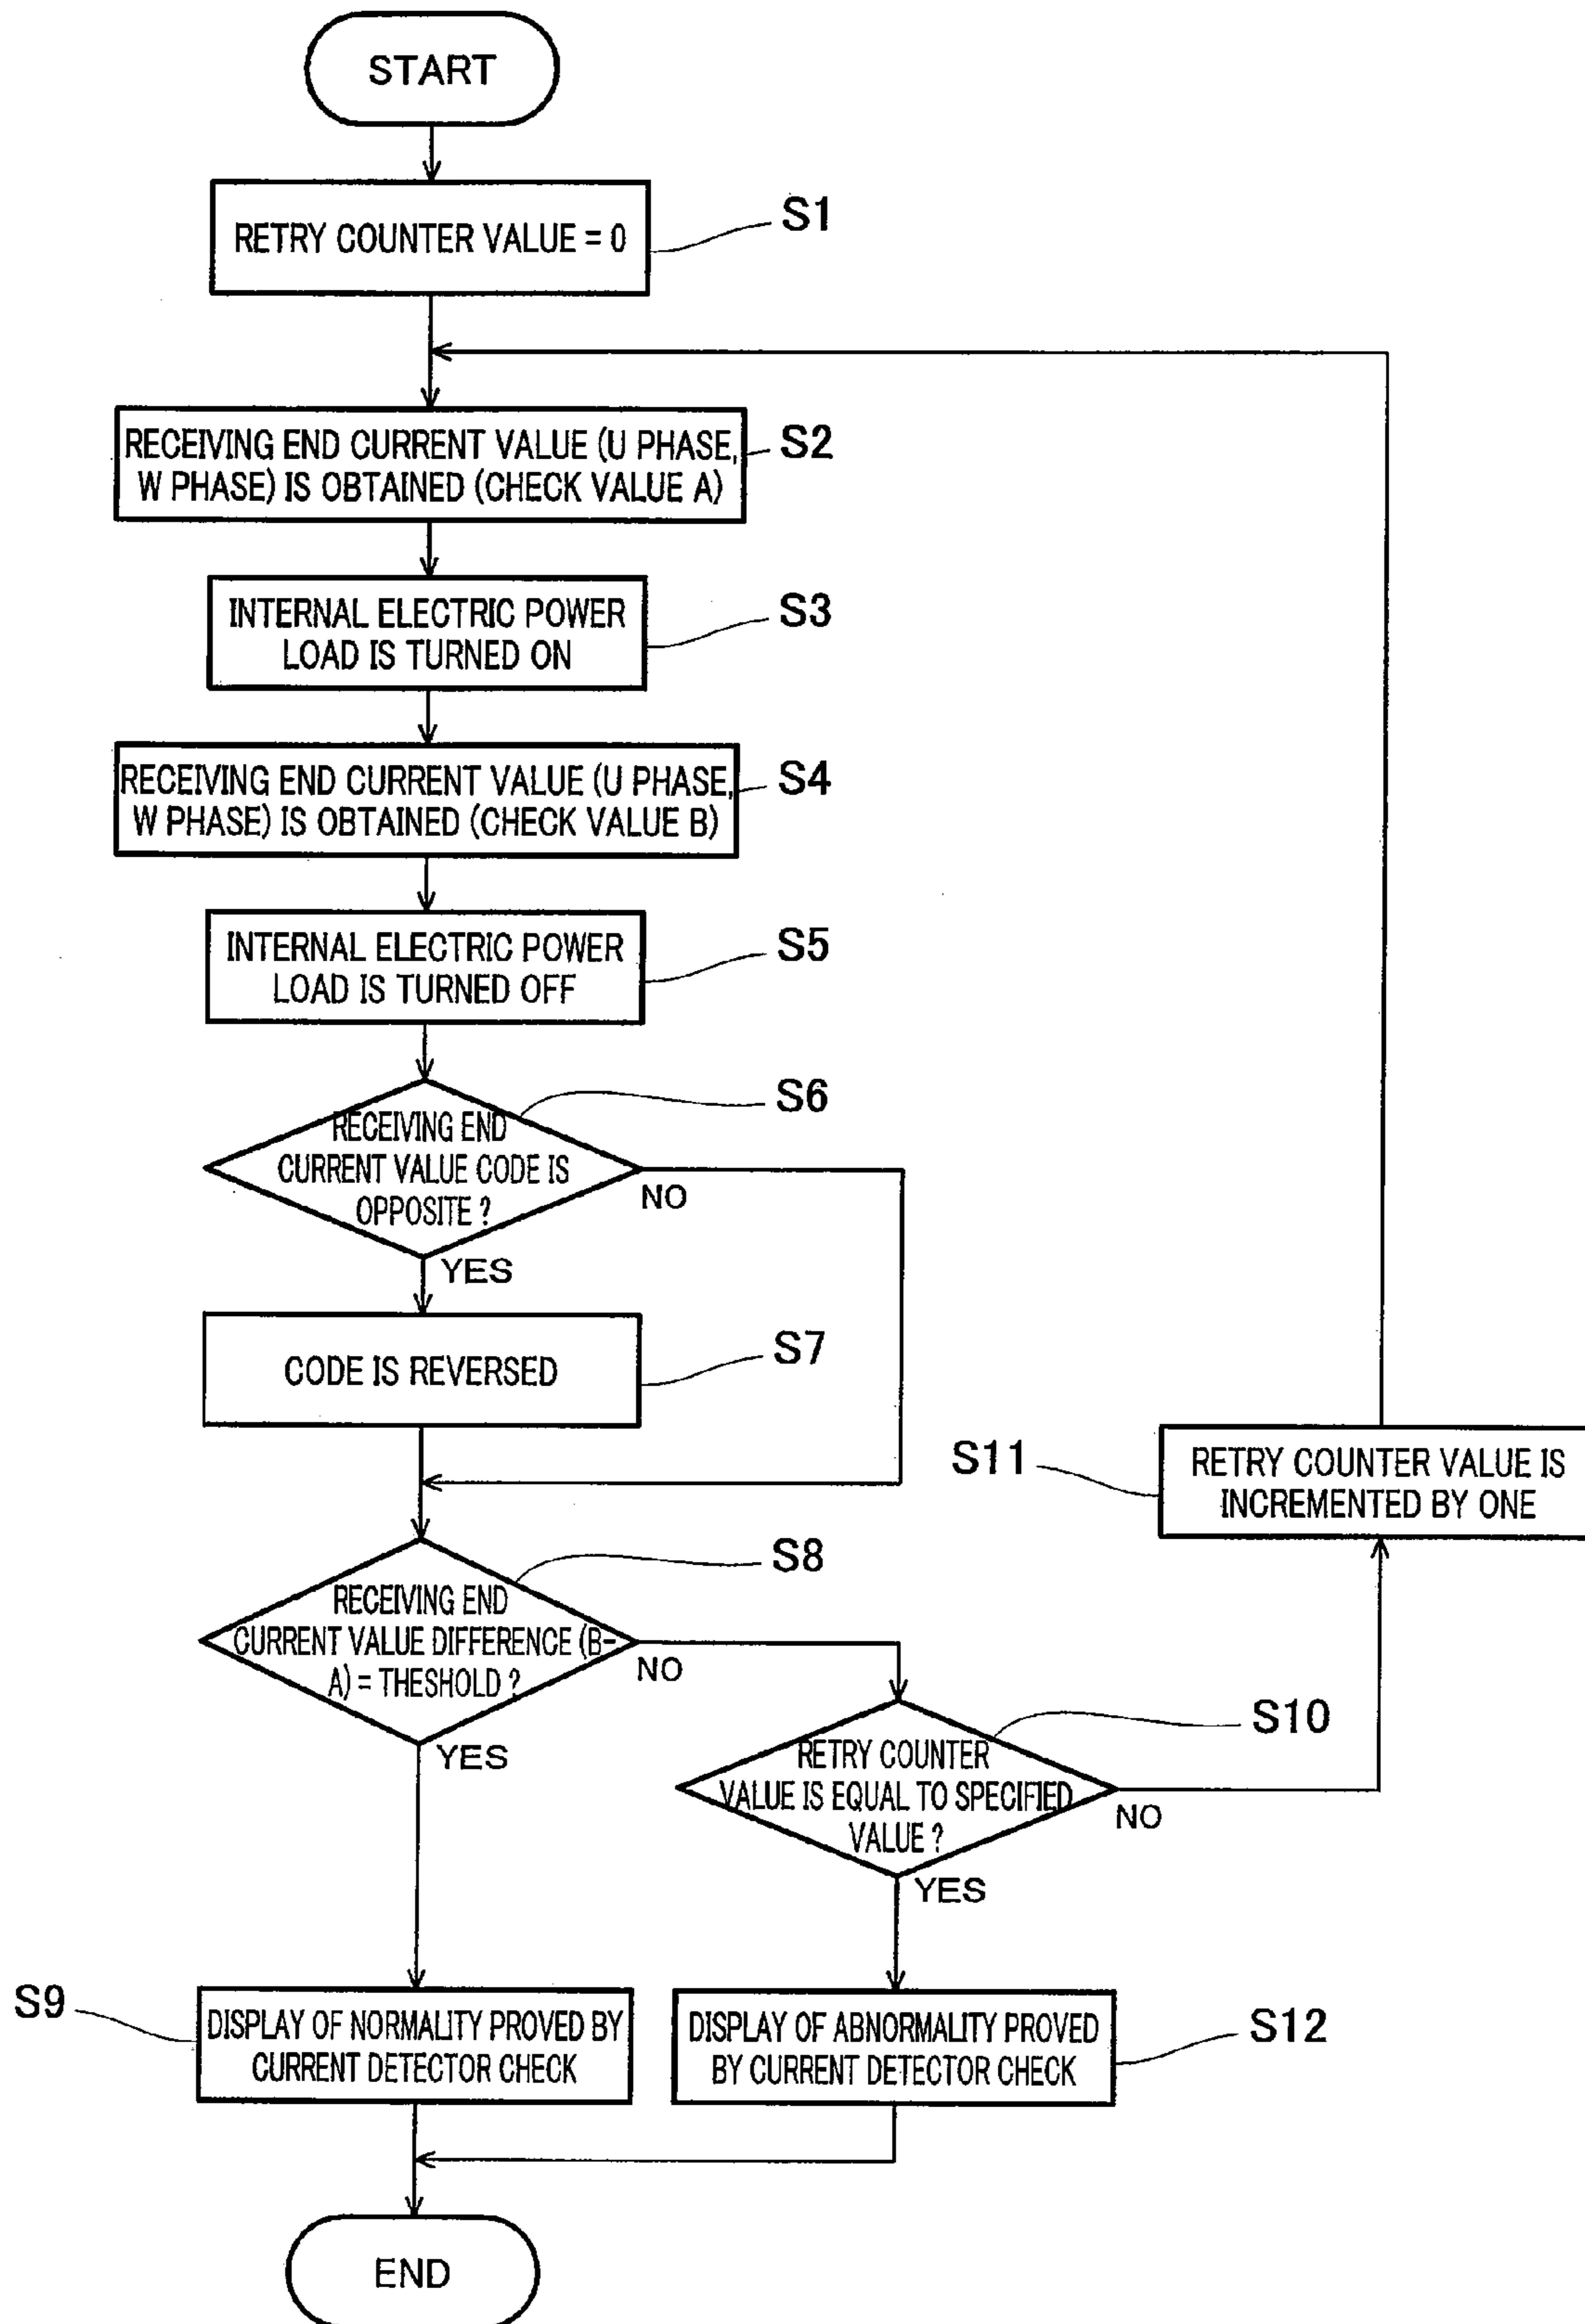 START
RETRY COUNTER VALUE = 0
S1
RECEIVING END CURRENT VALUE (U PHASE,
W PHASE) IS OBTAINED (CHECK VALUE A)
S2
INTERNAL ELECTRIC POWER
LOAD IS TURNED ON
S3
RECEIVING END CURRENT VALUE (U PHASE,
W PHASE) IS OBTAINED (CHECK VALUE B)
S4
INTERNAL ELECTRIC POWER
LOAD IS TURNED OFF
S5
RECEIVING END
CURRENT VALUE CODE IS
OPPOSITE ?
S6
NO
YES
CODE IS REVERSED
S7
RECEIVING END
CURRENT VALUE DIFFERENCE (B-
A) = THESHOLD ?
S8
NO
YES
RETRY COUNTER
VALUE IS EQUAL TO SPECIFIED
VALUE ?
S10
NO
YES
S11
RETRY COUNTER VALUE IS
INCREMENTED BY ONE
S9
DISPLAY OF NORMALITY PROVED BY
CURRENT DETECTOR CHECK
DISPLAY OF ABNORMALITY PROVED
BY CURRENT DETECTOR CHECK
S12
END